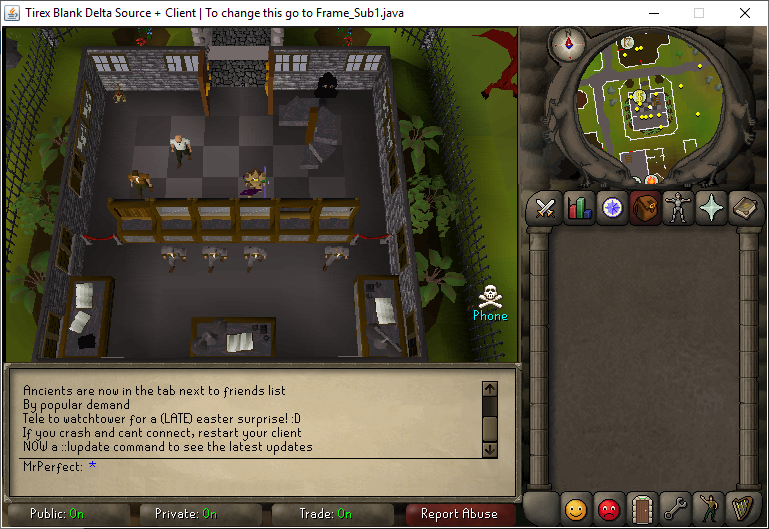 Tirex Blank Delta Source + Client | To change this go to Frame_Sub1.java
Phone
Ancients are now in the tab next to friends list
By popular demand
Tele to watchtower for a (LATE) easter surprise! :D
If you crash and cant connect, restart your client
NOW a ::lupdate command to see the latest updates
MrPerfect: *
Public: On
Private: On
Trade: On
Report Abuse